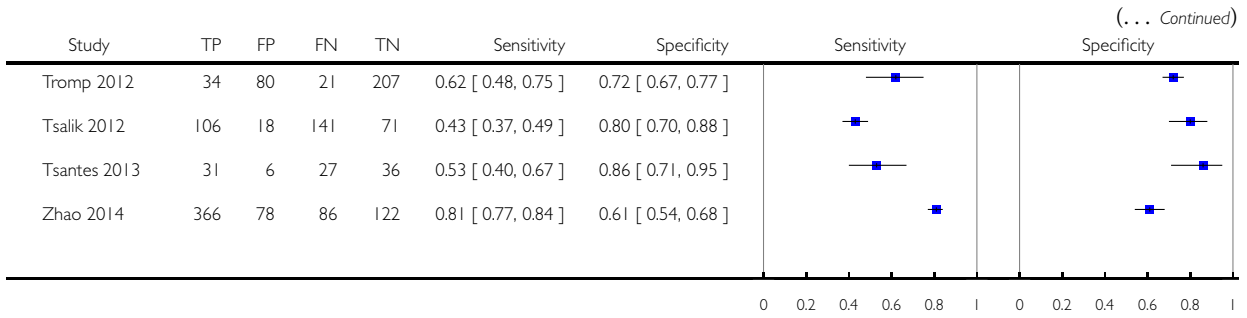 (... Continued)
Study TP FP FN TN Sensitivity Specificity Sensitivity Specificity
Tromp 2012 34 80 21 207 0.62 [ 0.48, 0.75 ] 0.72 [ 0.67, 0.77 ]
Tsalik 2012 106 18 141 71 0.43 [ 0.37, 0.49 ] 0.80 [ 0.70, 0.88 ]
Tsantes 2013 31 6 27 36 0.53 [ 0.40, 0.67 ] 0.86 [ 0.71, 0.95 ]
Zhao 2014 366 78 86 122 0.81 [ 0.77, 0.84 ] 0.61 [ 0.54, 0.68 ]
0 0.2 0.4 0.6 0.8 1 0 0.2 0.4 0.6 0.8 1